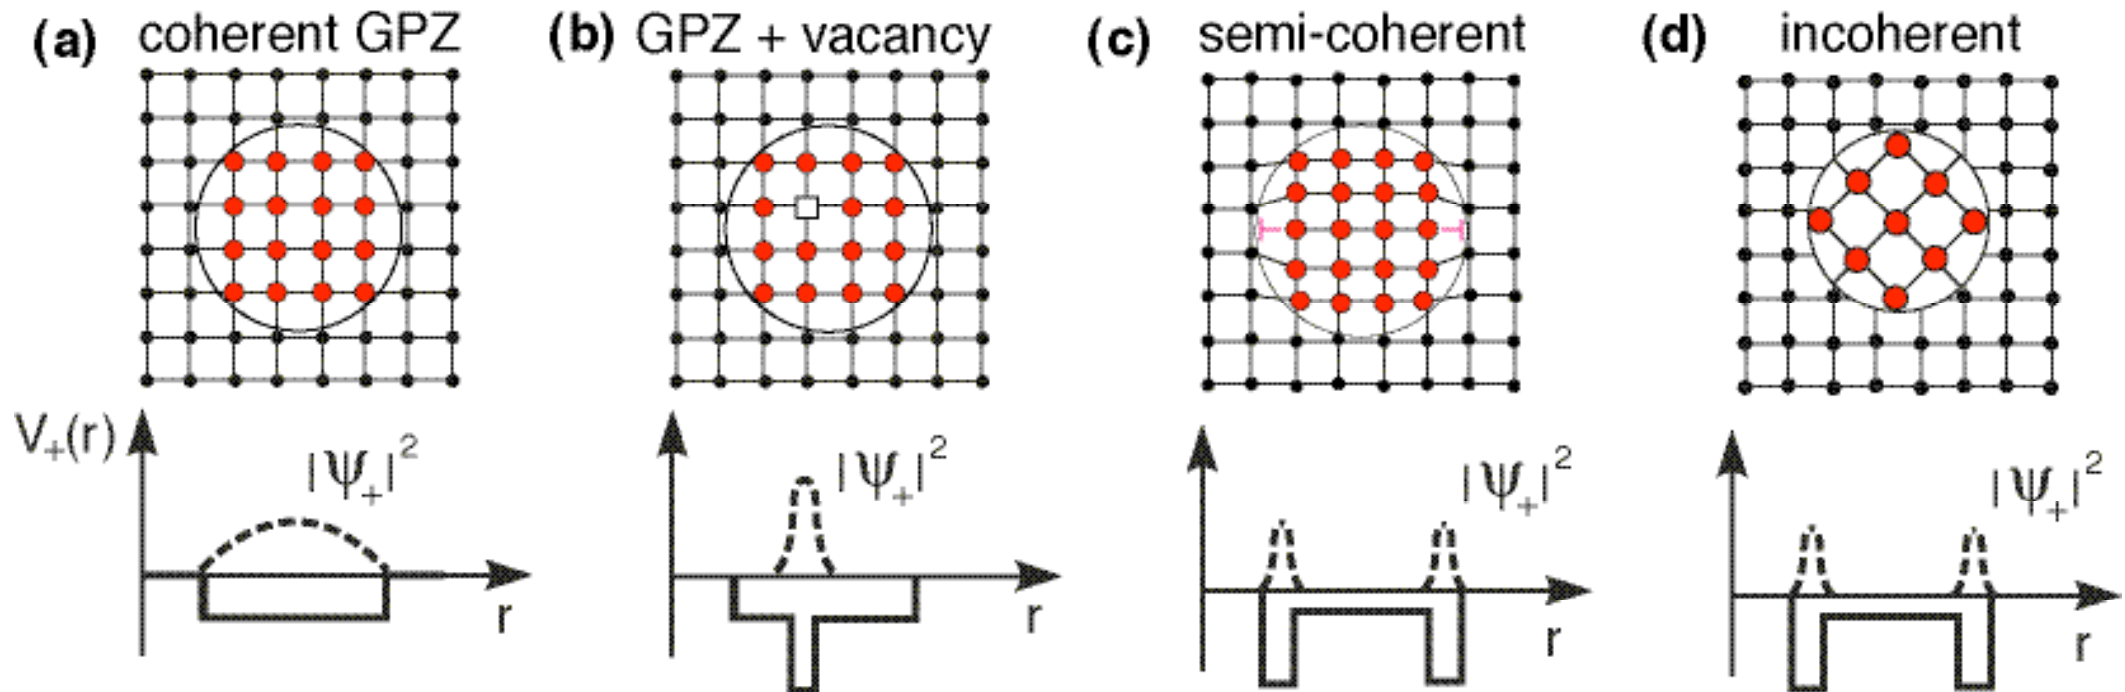 (a) coherent GPZ
(b) GPZ + vacancy
(c) semi-coherent
(d) incoherent
V₊(r)
|ψ₊|²
r
|ψ₊|²
r
|ψ₊|²
r
|ψ₊|²
r